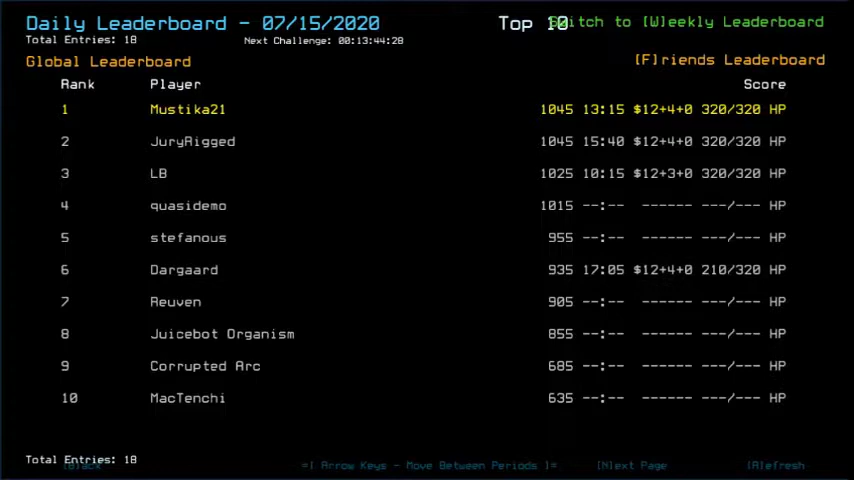 Daily Leaderboard - 07/15/2020 Top 10 Switch to [W]eekly Leaderboard
Total Entries: 18 Next Challenge: 00:13:44:28
Global Leaderboard [F]riends Leaderboard
Rank Player Score
1 Mustika21 1045 13:15 $12+4+0 320/320 HP
2 JuryRigged 1045 15:40 $12+4+0 320/320 HP
3 LB 1025 10:15 $12+3+0 320/320 HP
4 quasidemo 1015 --:-- ------ ---/--- HP
5 stefanous 955 --:-- ------ ---/--- HP
6 Dargaard 935 17:05 $12+4+0 210/320 HP
7 Reuven 905 --:-- ------ ---/--- HP
8 Juicebot Organism 855 --:-- ------ ---/--- HP
9 Corrupted Arc 685 --:-- ------ ---/--- HP
10 MacTenchi 635 --:-- ------ ---/--- HP
Total Entries: 18
[B]ack =[ Arrow Keys - Move Between Periods ]= [N]ext Page [R]efresh